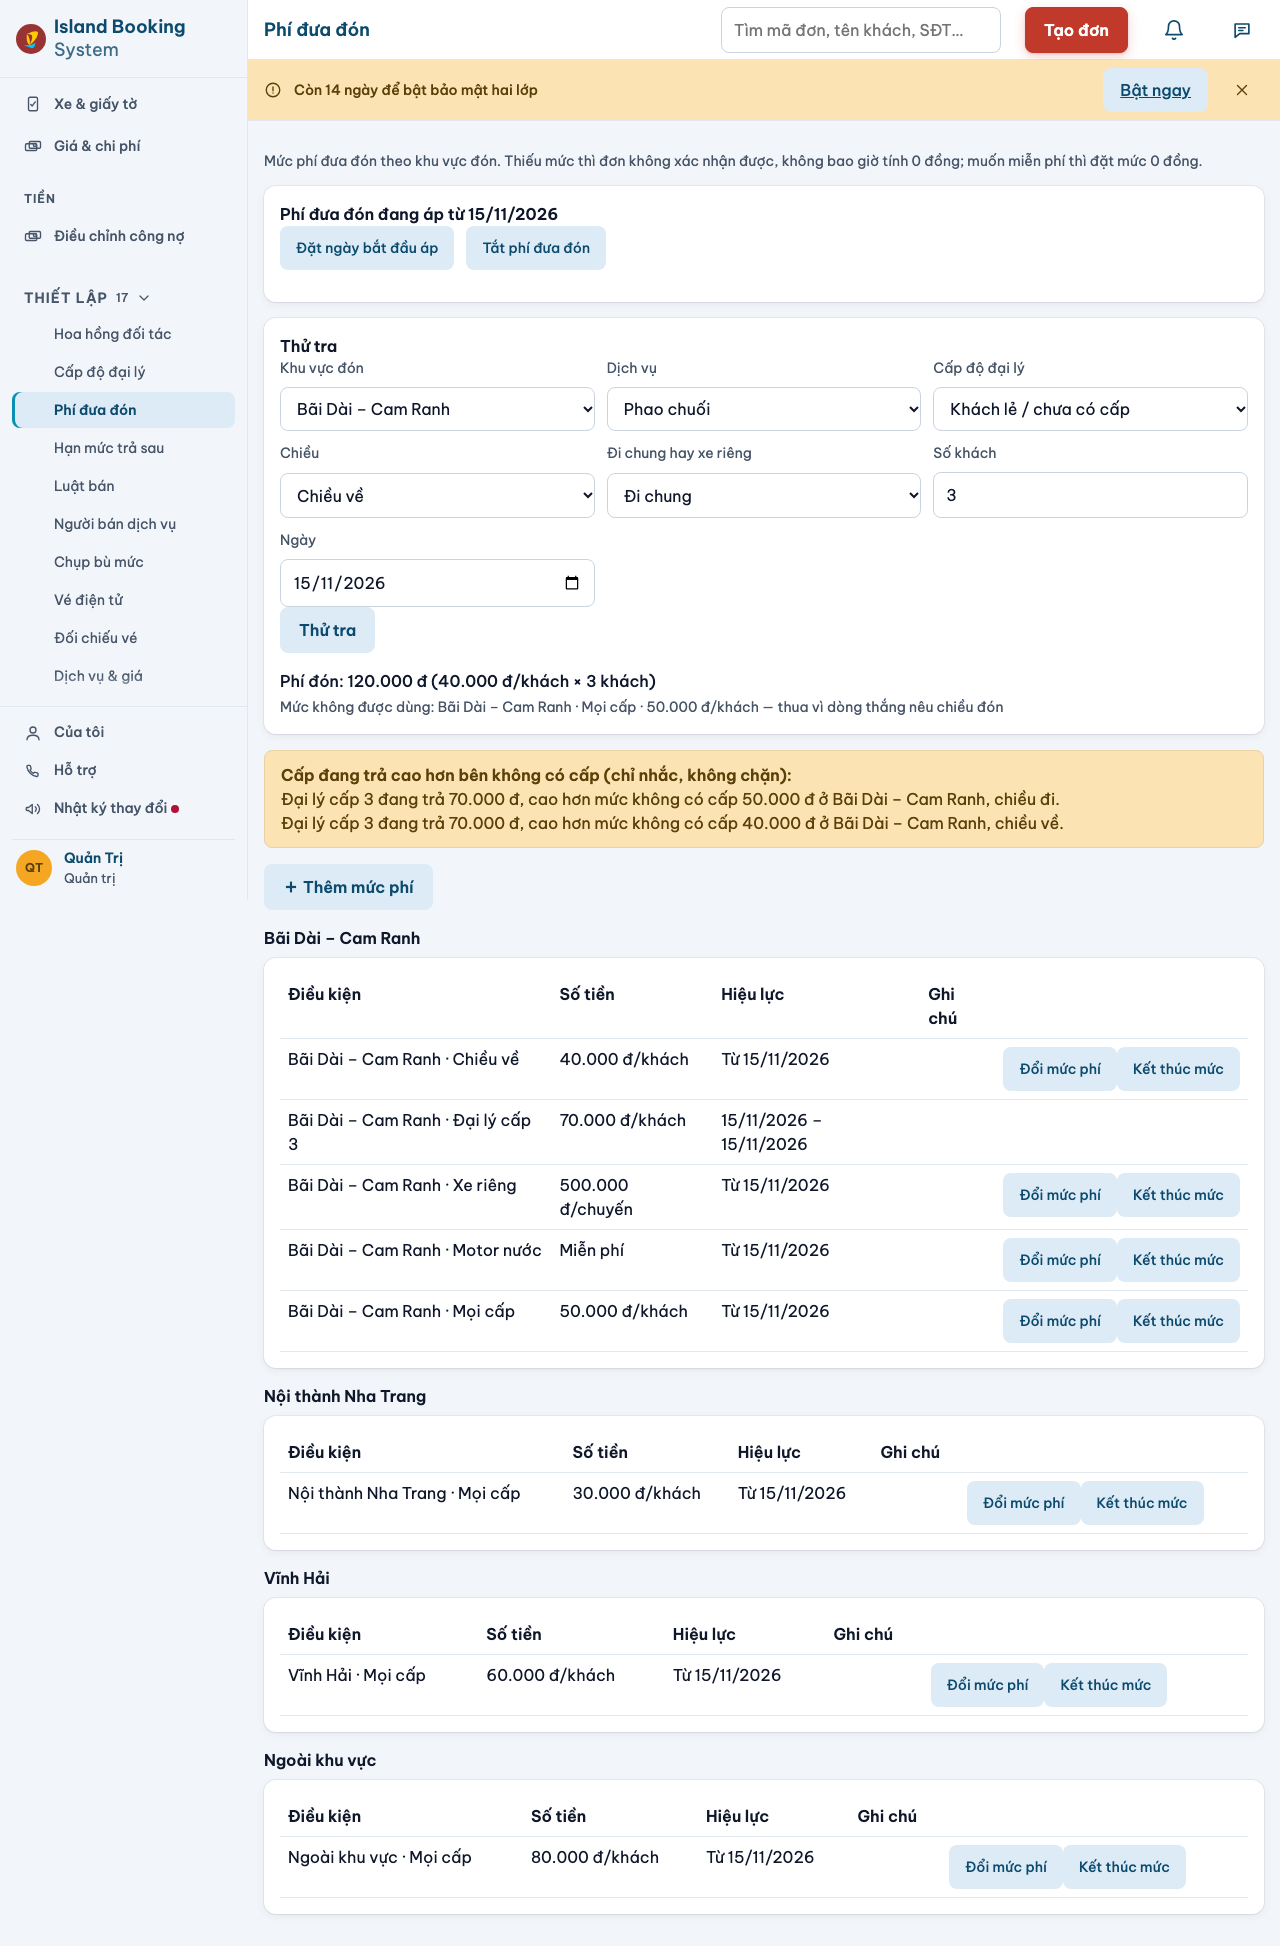 Island Booking
System
Phí đưa đón
Tìm mã đơn, tên khách, SĐT...
Tạo đơn
Còn 14 ngày để bật bảo mật hai lớp
Bật ngay
Xe & giấy tờ
Giá & chi phí
TIỀN
Điều chỉnh công nợ
THIẾT LẬP 17
Hoa hồng đối tác
Cấp độ đại lý
Phí đưa đón
Hạn mức trả sau
Luật bán
Người bán dịch vụ
Chụp bù mức
Vé điện tử
Đối chiếu vé
Dịch vụ & giá
Của tôi
Hỗ trợ
Nhật ký thay đổi
QT
Quản Trị
Quản trị
Mức phí đưa đón theo khu vực đón. Thiếu mức thì đơn không xác nhận được, không bao giờ tính 0 đồng; muốn miễn phí thì đặt mức 0 đồng.
Phí đưa đón đang áp từ 15/11/2026
Đặt ngày bắt đầu áp
Tắt phí đưa đón
Thử tra
Khu vực đón
Dịch vụ
Cấp độ đại lý
Bãi Dài – Cam Ranh
Phao chuối
Khách lẻ / chưa có cấp
Chiều
Đi chung hay xe riêng
Số khách
Chiều về
Đi chung
3
Ngày
15/11/2026
Thử tra
Phí đón: 120.000 đ (40.000 đ/khách × 3 khách)
Mức không được dùng: Bãi Dài – Cam Ranh · Mọi cấp · 50.000 đ/khách — thua vì dòng thắng nêu chiều đón
Cấp đang trả cao hơn bên không có cấp (chỉ nhắc, không chặn):
Đại lý cấp 3 đang trả 70.000 đ, cao hơn mức không có cấp 50.000 đ ở Bãi Dài – Cam Ranh, chiều đi.
Đại lý cấp 3 đang trả 70.000 đ, cao hơn mức không có cấp 40.000 đ ở Bãi Dài – Cam Ranh, chiều về.
+ Thêm mức phí
Bãi Dài – Cam Ranh
Điều kiện
Số tiền
Hiệu lực
Ghi
chú
Bãi Dài – Cam Ranh · Chiều về
40.000 đ/khách
Từ 15/11/2026
Đổi mức phí
Kết thúc mức
Bãi Dài – Cam Ranh · Đại lý cấp
3
70.000 đ/khách
15/11/2026 –
15/11/2026
Bãi Dài – Cam Ranh · Xe riêng
500.000
đ/chuyến
Từ 15/11/2026
Đổi mức phí
Kết thúc mức
Bãi Dài – Cam Ranh · Motor nước
Miễn phí
Từ 15/11/2026
Đổi mức phí
Kết thúc mức
Bãi Dài – Cam Ranh · Mọi cấp
50.000 đ/khách
Từ 15/11/2026
Đổi mức phí
Kết thúc mức
Nội thành Nha Trang
Điều kiện
Số tiền
Hiệu lực
Ghi chú
Nội thành Nha Trang · Mọi cấp
30.000 đ/khách
Từ 15/11/2026
Đổi mức phí
Kết thúc mức
Vĩnh Hải
Điều kiện
Số tiền
Hiệu lực
Ghi chú
Vĩnh Hải · Mọi cấp
60.000 đ/khách
Từ 15/11/2026
Đổi mức phí
Kết thúc mức
Ngoài khu vực
Điều kiện
Số tiền
Hiệu lực
Ghi chú
Ngoài khu vực · Mọi cấp
80.000 đ/khách
Từ 15/11/2026
Đổi mức phí
Kết thúc mức